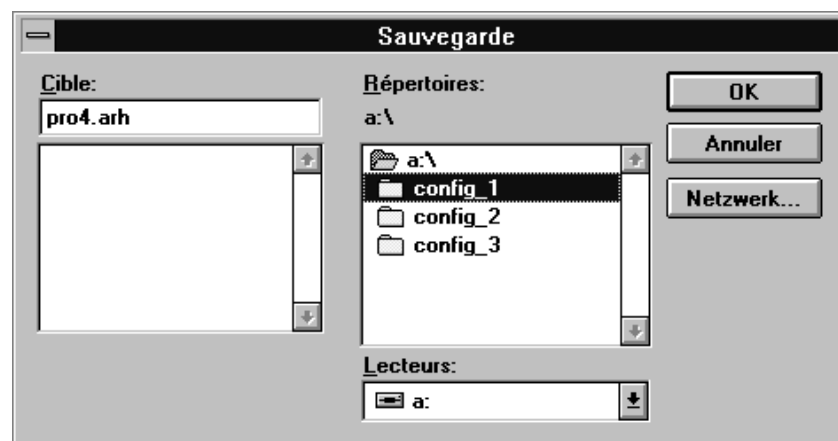 Sauvegarde
Cible:
pro4.arh
Répertoires:
a:\
a:\
config_1
config_2
config_3
Lecteurs:
a:
OK
Annuler
Netzwerk...